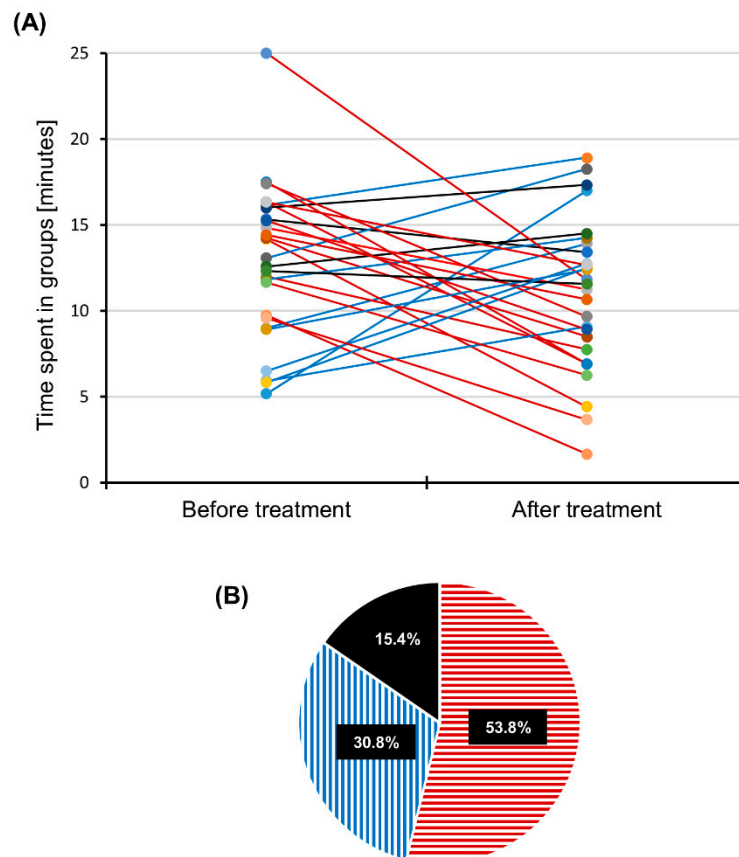 (A)
Time spent in groups [minutes]
25
20
15
10
5
0
Before treatment
After treatment
(B)
15.4%
53.8%
30.8%